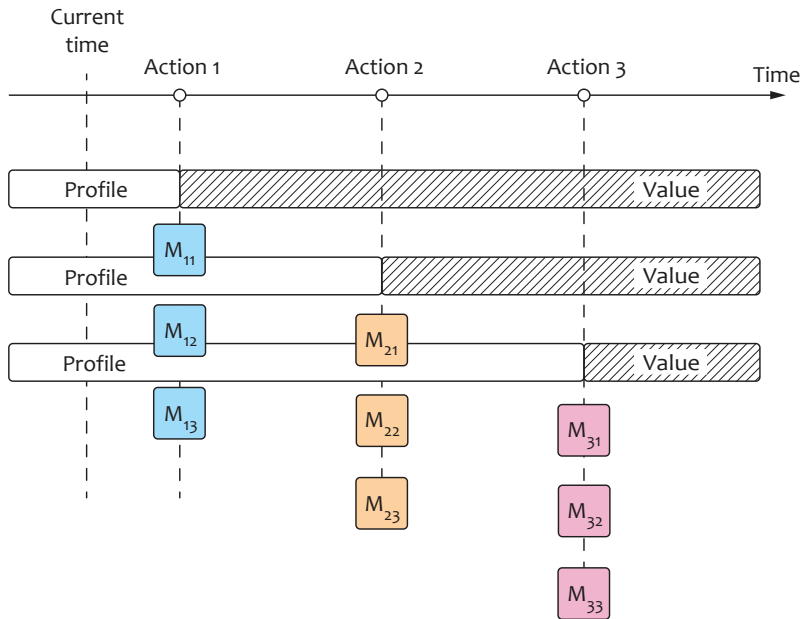 Current
time
Action 1
Action 2
Action 3
Time
Profile
Value
M11
Profile
Value
M12
M21
Profile
Value
M13
M22
M31
M23
M32
M33